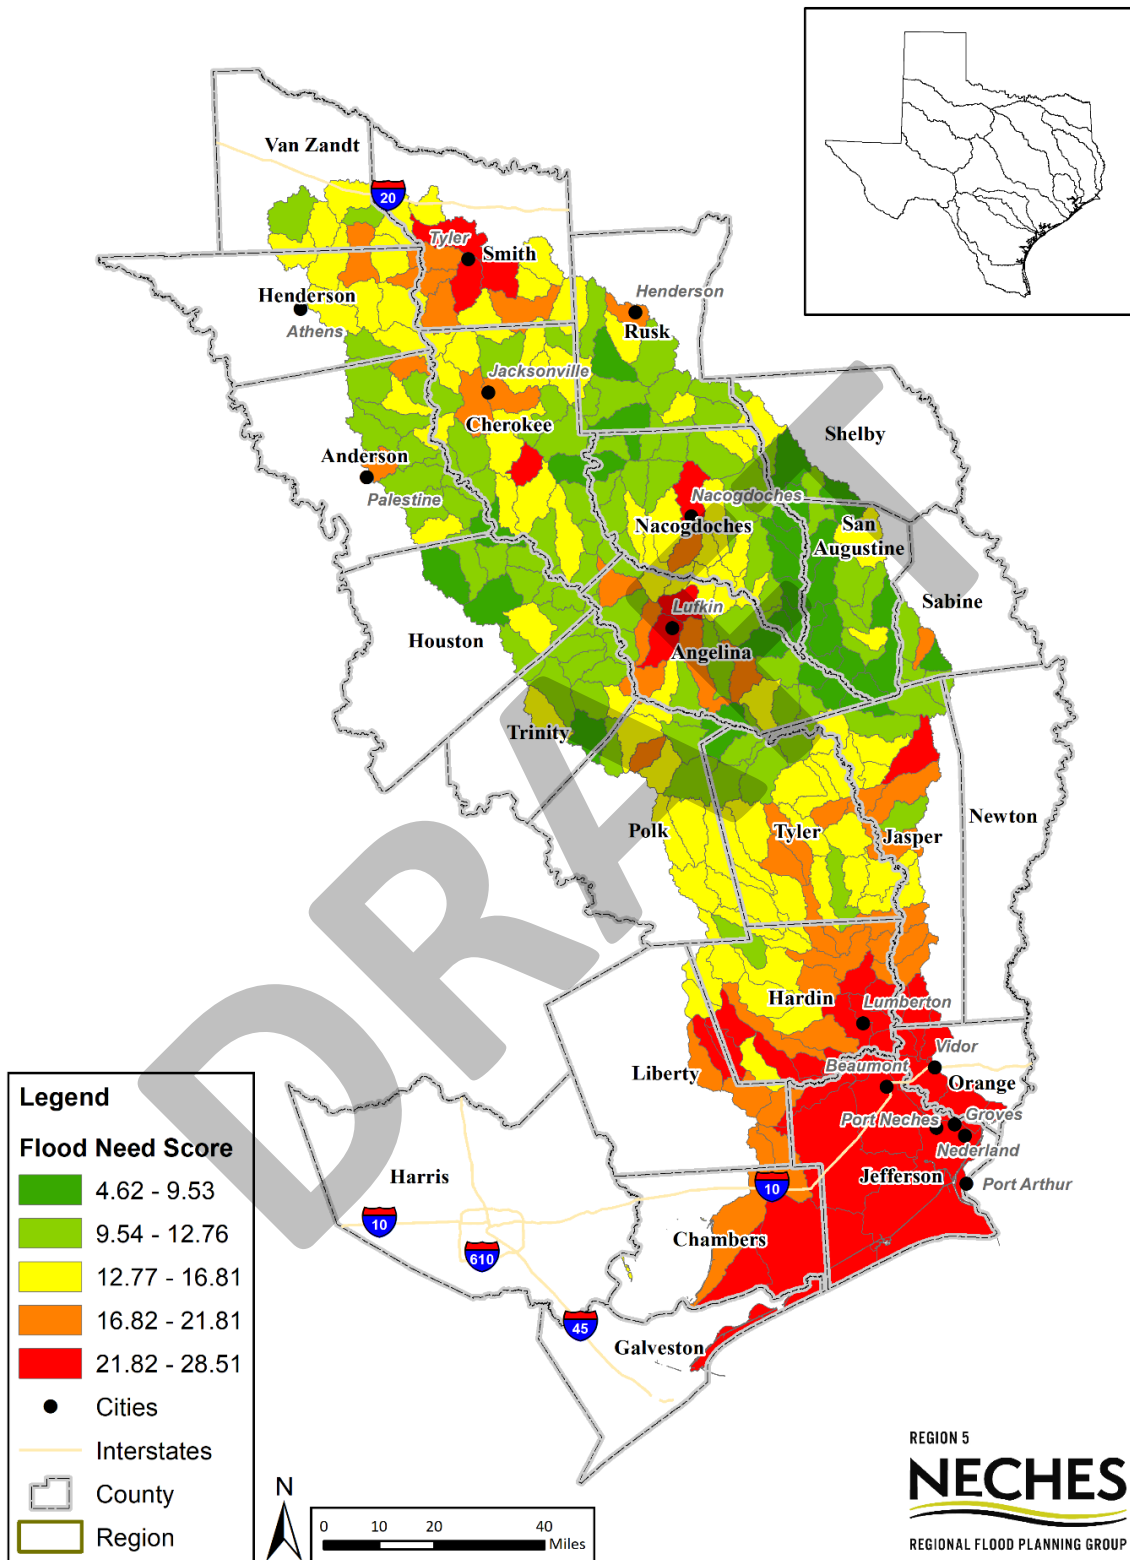 Van Zandt
20
Tyler
Smith
Henderson
Athens
Henderson
Rusk
Jacksonville
Cherokee
Anderson
Palestine
Shelby
Nacogdoches
Nacogdoches
San
Augustine
Sabine
Houston
Lufkin
Angelina
Trinity
Polk
Tyler
Jasper
Newton
Hardin
Lumberton
Vidor
Beaumont
Orange
Liberty
Port Neches
Groves
Nederland
Jefferson
Port Arthur
Harris
10
10
610
Chambers
45
Galveston
DRAFT
Legend
Flood Need Score
4.62 - 9.53
9.54 - 12.76
12.77 - 16.81
16.82 - 21.81
21.82 - 28.51
Cities
Interstates
County
Region
N
0 10 20 40
Miles
REGION 5
NECHES
REGIONAL FLOOD PLANNING GROUP